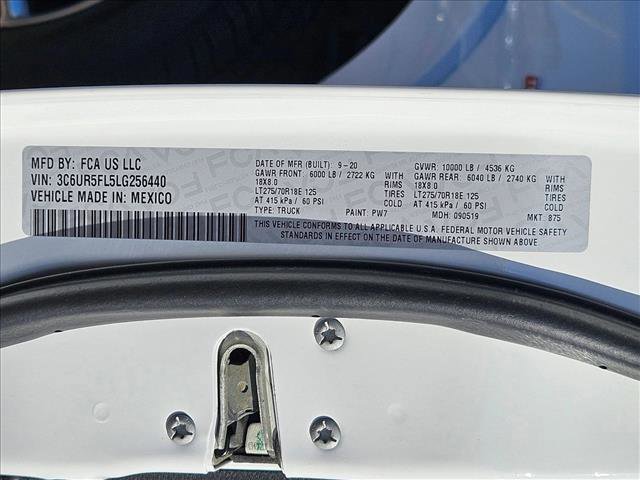 MFD BY: FCA US LLC
VIN: 3C6UR5FL5LG256440
VEHICLE MADE IN: MEXICO
DATE OF MFR (BUILT): 9-20
GAWR FRONT: 6000 LB / 2722 KG
18X8.0 RIMS
LT275/70R18E 125 TIRES
AT 415 kPa / 60 PSI COLD
TYPE: TRUCK PAINT: PW7
GVWR: 10000 LB / 4536 KG
GAWR REAR: 6040 LB / 2740 KG
18X8.0 RIMS
LT275/70R18E 125 TIRES
AT 415 kPa / 60 PSI COLD
MDH: 090519 MKT: 875
THIS VEHICLE CONFORMS TO ALL APPLICABLE U.S.A. FEDERAL MOTOR VEHICLE SAFETY
STANDARDS IN EFFECT ON THE DATE OF MANUFACTURE SHOWN ABOVE.